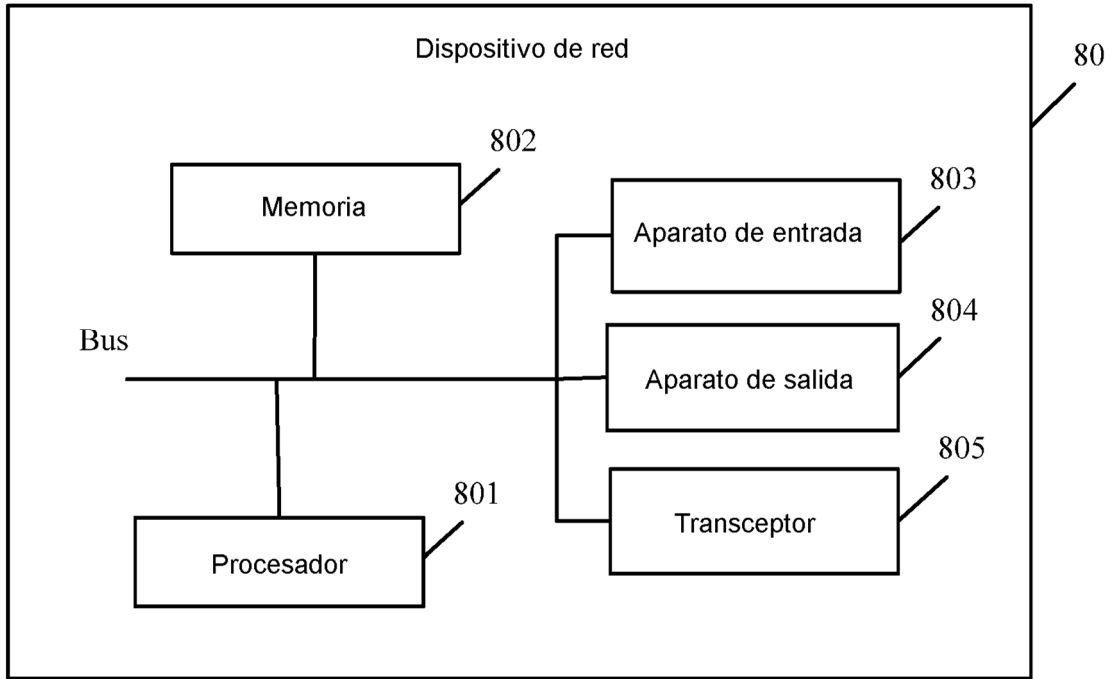 Dispositivo de red
80
802
Memoria
803
Aparato de entrada
804
Bus
Aparato de salida
805
801
Transceptor
Procesador